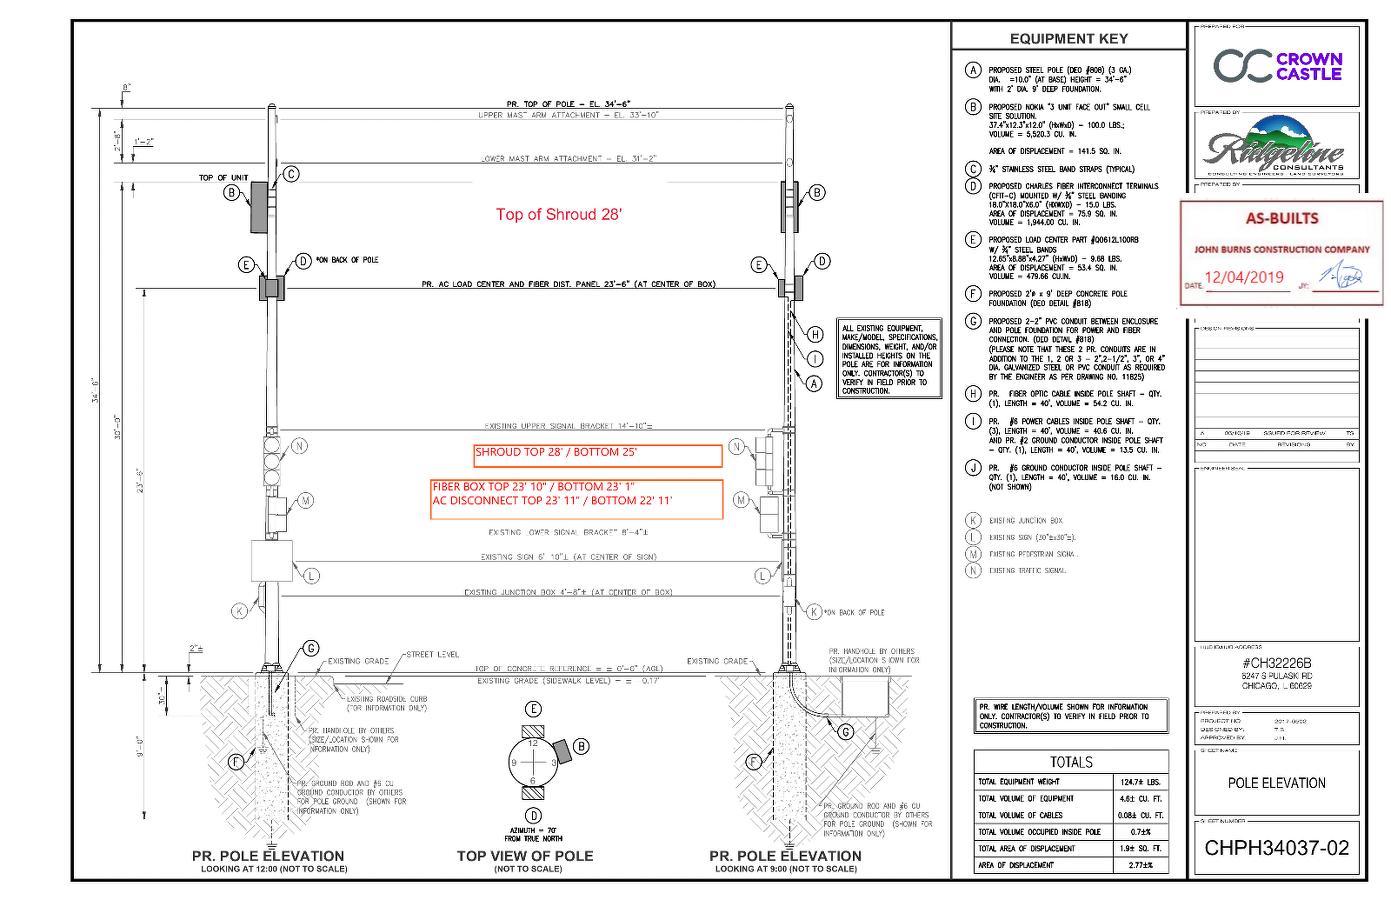 8"
2'-8"
1'-2"
34'-6"
30'-0"
23'-6"
2"±
30"
9'-0"
PR. TOP OF POLE - EL. 34'-6"
UPPER MAST ARM ATTACHMENT - EL. 33'-10"
LOWER MAST ARM ATTACHMENT - EL. 31'-2"
TOP OF UNIT
B
C
B
Top of Shroud 28'
E
D
*ON BACK OF POLE
E
D
PR. AC LOAD CENTER AND FIBER DIST. PANEL 23'-6" (AT CENTER OF BOX)
H
I
A
ALL EXISTING EQUIPMENT,
MAKE/MODEL, SPECIFICATIONS,
DIMENSIONS, WEIGHT, AND/OR
INSTALLED HEIGHTS ON THE
POLE ARE FOR INFORMATION
ONLY. CONTRACTOR(S) TO
VERIFY IN FIELD PRIOR TO
CONSTRUCTION.
EXISTING UPPER SIGNAL BRACKET 14'-10"±
N
N
SHROUD TOP 28' / BOTTOM 25'
FIBER BOX TOP 23' 10" / BOTTOM 23' 1"
AC DISCONNECT TOP 23' 11" / BOTTOM 22' 11'
M
M
EXISTING LOWER SIGNAL BRACKET 8'-4"±
EXISTING SIGN 6'-10"± (AT CENTER OF SIGN)
L
L
EXISTING JUNCTION BOX 4'-8"± (AT CENTER OF BOX)
K
K
*ON BACK OF POLE
G
EXISTING GRADE
STREET LEVEL
TOP OF CONCRETE REFERENCE = ± 0'-0" (AGL)
EXISTING GRADE (SIDEWALK LEVEL) - ± 0.17'
EXISTING GRADE
PR. HANDHOLE BY OTHERS
(SIZE/LOCATION SHOWN FOR
INFORMATION ONLY)
EXISTING ROADSIDE CURB
(FOR INFORMATION ONLY)
PR. HANDHOLE BY OTHERS
(SIZE/LOCATION SHOWN FOR
INFORMATION ONLY)
F
PR. GROUND ROD AND #6 CU
GROUND CONDUCTOR BY OTHERS
FOR POLE GROUND (SHOWN FOR
INFORMATION ONLY)
E
12
9
3
6
B
D
AZIMUTH = 70°
FROM TRUE NORTH
G
F
PR. GROUND ROD AND #6 CU
GROUND CONDUCTOR BY OTHERS
FOR POLE GROUND (SHOWN FOR
INFORMATION ONLY)
PR. POLE ELEVATION
LOOKING AT 12:00 (NOT TO SCALE)
TOP VIEW OF POLE
(NOT TO SCALE)
PR. POLE ELEVATION
LOOKING AT 9:00 (NOT TO SCALE)
EQUIPMENT KEY
A PROPOSED STEEL POLE (DEO #808) (3 GA.)
DIA. =10.0" (AT BASE) HEIGHT = 34'-6"
WITH 2' DIA. 9' DEEP FOUNDATION.
B PROPOSED NOKIA "3 UNIT FACE OUT" SMALL CELL
SITE SOLUTION.
37.4"x12.3"x12.0" (HxWxD) - 100.0 LBS.;
VOLUME = 5,520.3 CU. IN.
AREA OF DISPLACEMENT = 141.5 SQ. IN.
C ¾" STAINLESS STEEL BAND STRAPS (TYPICAL)
D PROPOSED CHARLES FIBER INTERCONNECT TERMINALS
(CFIT-C) MOUNTED W/ ¾" STEEL BANDING
18.0"X18.0"X6.0" (HXWXD) - 15.0 LBS.
AREA OF DISPLACEMENT = 75.9 SQ. IN.
VOLUME = 1,944.00 CU. IN.
E PROPOSED LOAD CENTER PART #QO612L100RB
W/ ¾" STEEL BANDS
12.65"x8.88"x4.27" (HxWxD) - 9.68 LBS.
AREA OF DISPLACEMENT = 53.4 SQ. IN.
VOLUME = 479.66 CU.IN.
F PROPOSED 2'ø x 9' DEEP CONCRETE POLE
FOUNDATION (DEO DETAIL #818)
G PROPOSED 2-2" PVC CONDUIT BETWEEN ENCLOSURE
AND POLE FOUNDATION FOR POWER AND FIBER
CONNECTION. (DEO DETAIL #818)
(PLEASE NOTE THAT THESE 2 PR. CONDUITS ARE IN
ADDITION TO THE 1, 2 OR 3 - 2",2-1/2", 3", OR 4"
DIA. GALVANIZED STEEL OR PVC CONDUIT AS REQUIRED
BY THE ENGINEER AS PER DRAWING NO. 11825)
H PR. FIBER OPTIC CABLE INSIDE POLE SHAFT - QTY.
(1), LENGTH = 40', VOLUME = 54.2 CU. IN.
I PR. #6 POWER CABLES INSIDE POLE SHAFT - QTY.
(3), LENGTH = 40', VOLUME = 40.6 CU. IN.
AND PR. #2 GROUND CONDUCTOR INSIDE POLE SHAFT
- QTY. (1), LENGTH = 40', VOLUME = 13.5 CU. IN.
J PR. #6 GROUND CONDUCTOR INSIDE POLE SHAFT -
QTY. (1), LENGTH = 40', VOLUME = 16.0 CU. IN.
(NOT SHOWN)
K EXISTING JUNCTION BOX
L EXISTING SIGN (30"±x30"±).
M EXISTING PEDESTRIAN SIGNAL.
N EXISTING TRAFFIC SIGNAL.
PR. WIRE LENGTH/VOLUME SHOWN FOR INFORMATION
ONLY. CONTRACTOR(S) TO VERIFY IN FIELD PRIOR TO
CONSTRUCTION.
TOTALS
TOTAL EQUIPMENT WEIGHT 124.7± LBS.
TOTAL VOLUME OF EQUIPMENT 4.6± CU. FT.
TOTAL VOLUME OF CABLES 0.08± CU. FT.
TOTAL VOLUME OCCUPIED INSIDE POLE 0.7±%
TOTAL AREA OF DISPLACEMENT 1.9± SQ. FT.
AREA OF DISPLACEMENT 2.77±%
PREPARED FOR
CROWN
CASTLE
PREPARED BY
Ridgeline
CONSULTANTS
CONSULTING ENGINEERS LAND SURVEYORS
PREPARED BY
AS-BUILTS
JOHN BURNS CONSTRUCTION COMPANY
DATE 12/04/2019 JY:
DESIGN REVISIONS
A 05/10/19 ISSUED FOR REVIEW TS
NO. DATE REVISIONS BY
ENGINEER SEAL
#CH32226B
6247 S PULASKI RD
CHICAGO, IL 60629
PREPARED BY
PROJECT NO.
DESIGNED BY:
APPROVED BY:
SHEET NAME
POLE ELEVATION
SHEET NUMBER
CHPH34037-02